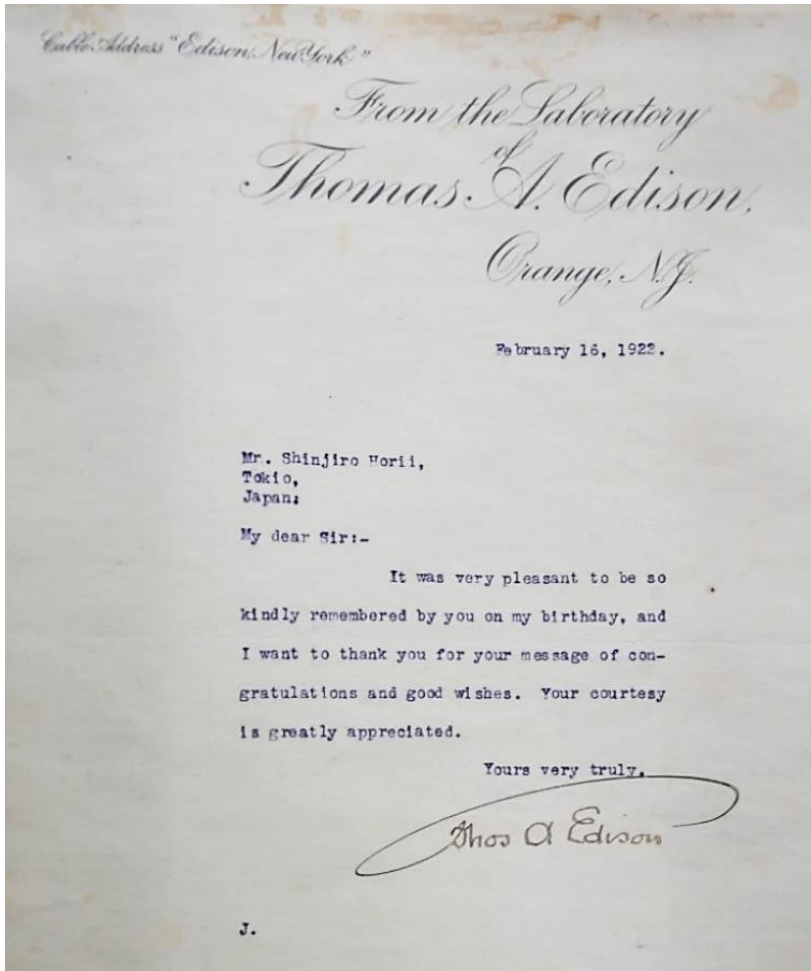 Cable Address "Edison, New York"
From the Laboratory
of
Thomas A. Edison,
Orange, N.J.
February 16, 1922.
Mr. Shinjiro Horii,
Tokio,
Japan:
My dear Sir:-
It was very pleasant to be so
kindly remembered by you on my birthday, and
I want to thank you for your message of con-
gratulations and good wishes. Your courtesy
is greatly appreciated.
Yours very truly,
Thos A Edison
J.